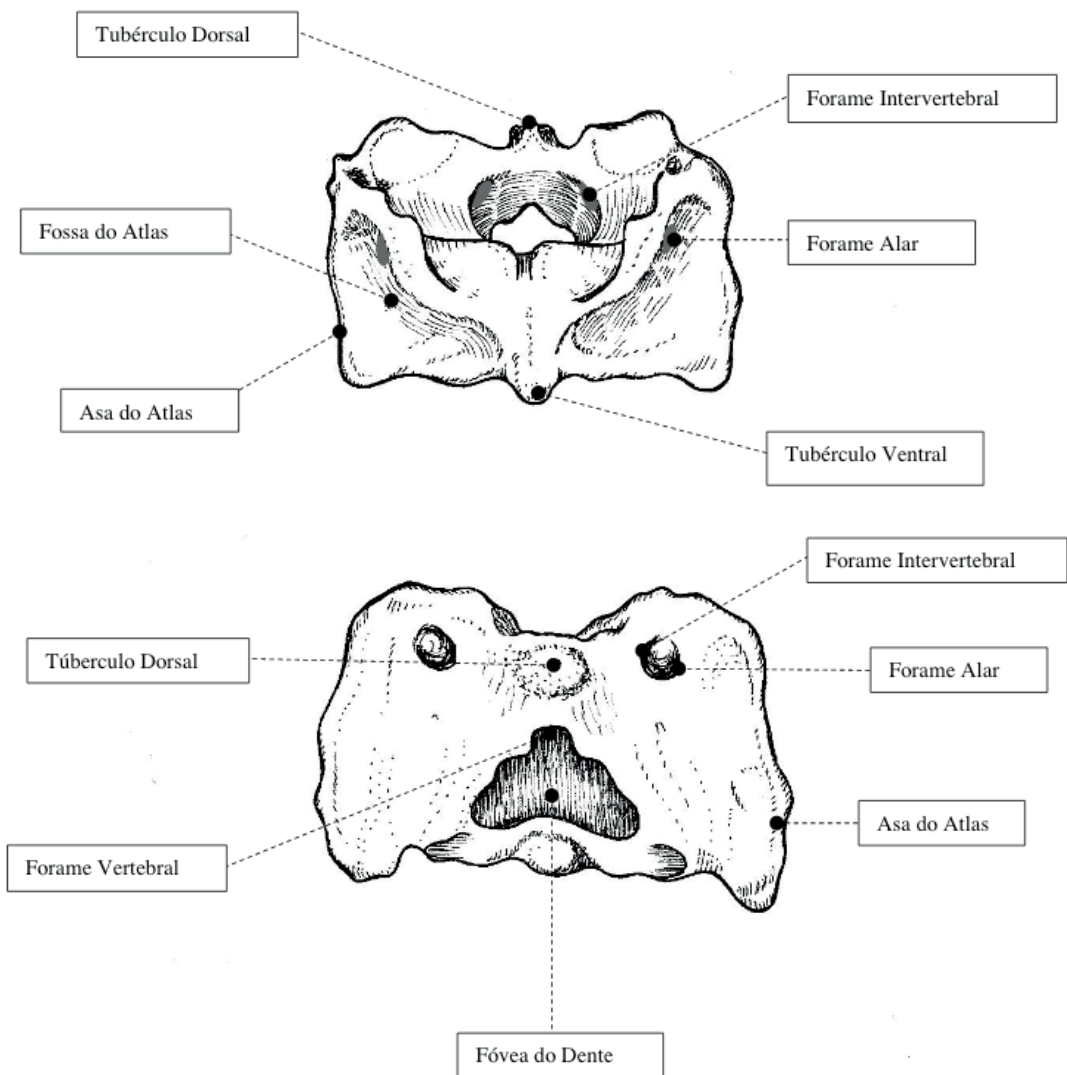 Tubérculo Dorsal
Forame Intervertebral
Fossa do Atlas
Forame Alar
Asa do Atlas
Tubérculo Ventral
Forame Intervertebral
Túberculo Dorsal
Forame Alar
Asa do Atlas
Forame Vertebral
Fóvea do Dente